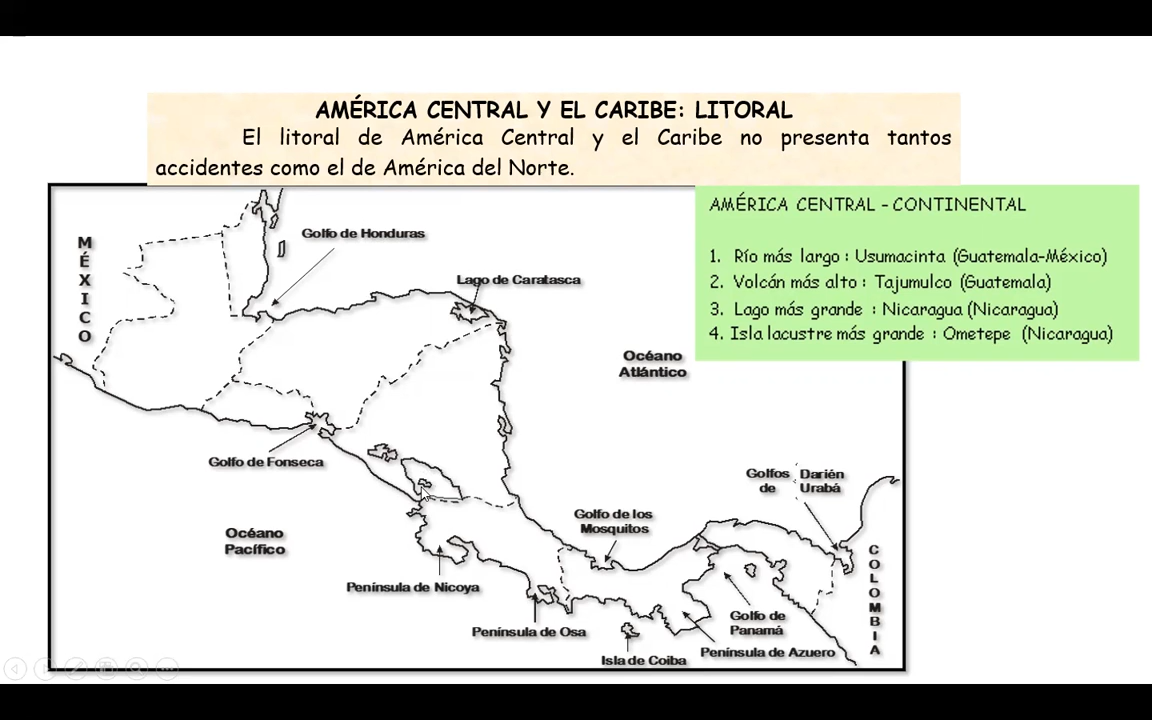 AMÉRICA CENTRAL Y EL CARIBE: LITORAL
El litoral de América Central y el Caribe no presenta tantos
accidentes como el de América del Norte.
AMÉRICA CENTRAL - CONTINENTAL
1. Río más largo : Usumacinta (Guatemala-México)
2. Volcán más alto : Tajumulco (Guatemala)
3. Lago más grande : Nicaragua (Nicaragua)
4. Isla lacustre más grande : Ometepe (Nicaragua)
MÉXICO
Golfo de Honduras
Lago de Caratasca
Océano
Atlántico
Golfo de Fonseca
Océano
Pacífico
Golfos Darién
de Urabá
Golfo de los
Mosquitos
Península de Nicoya
Península de Osa
Isla de Coiba
Golfo de
Panamá
Península de Azuero
COLOMBIA